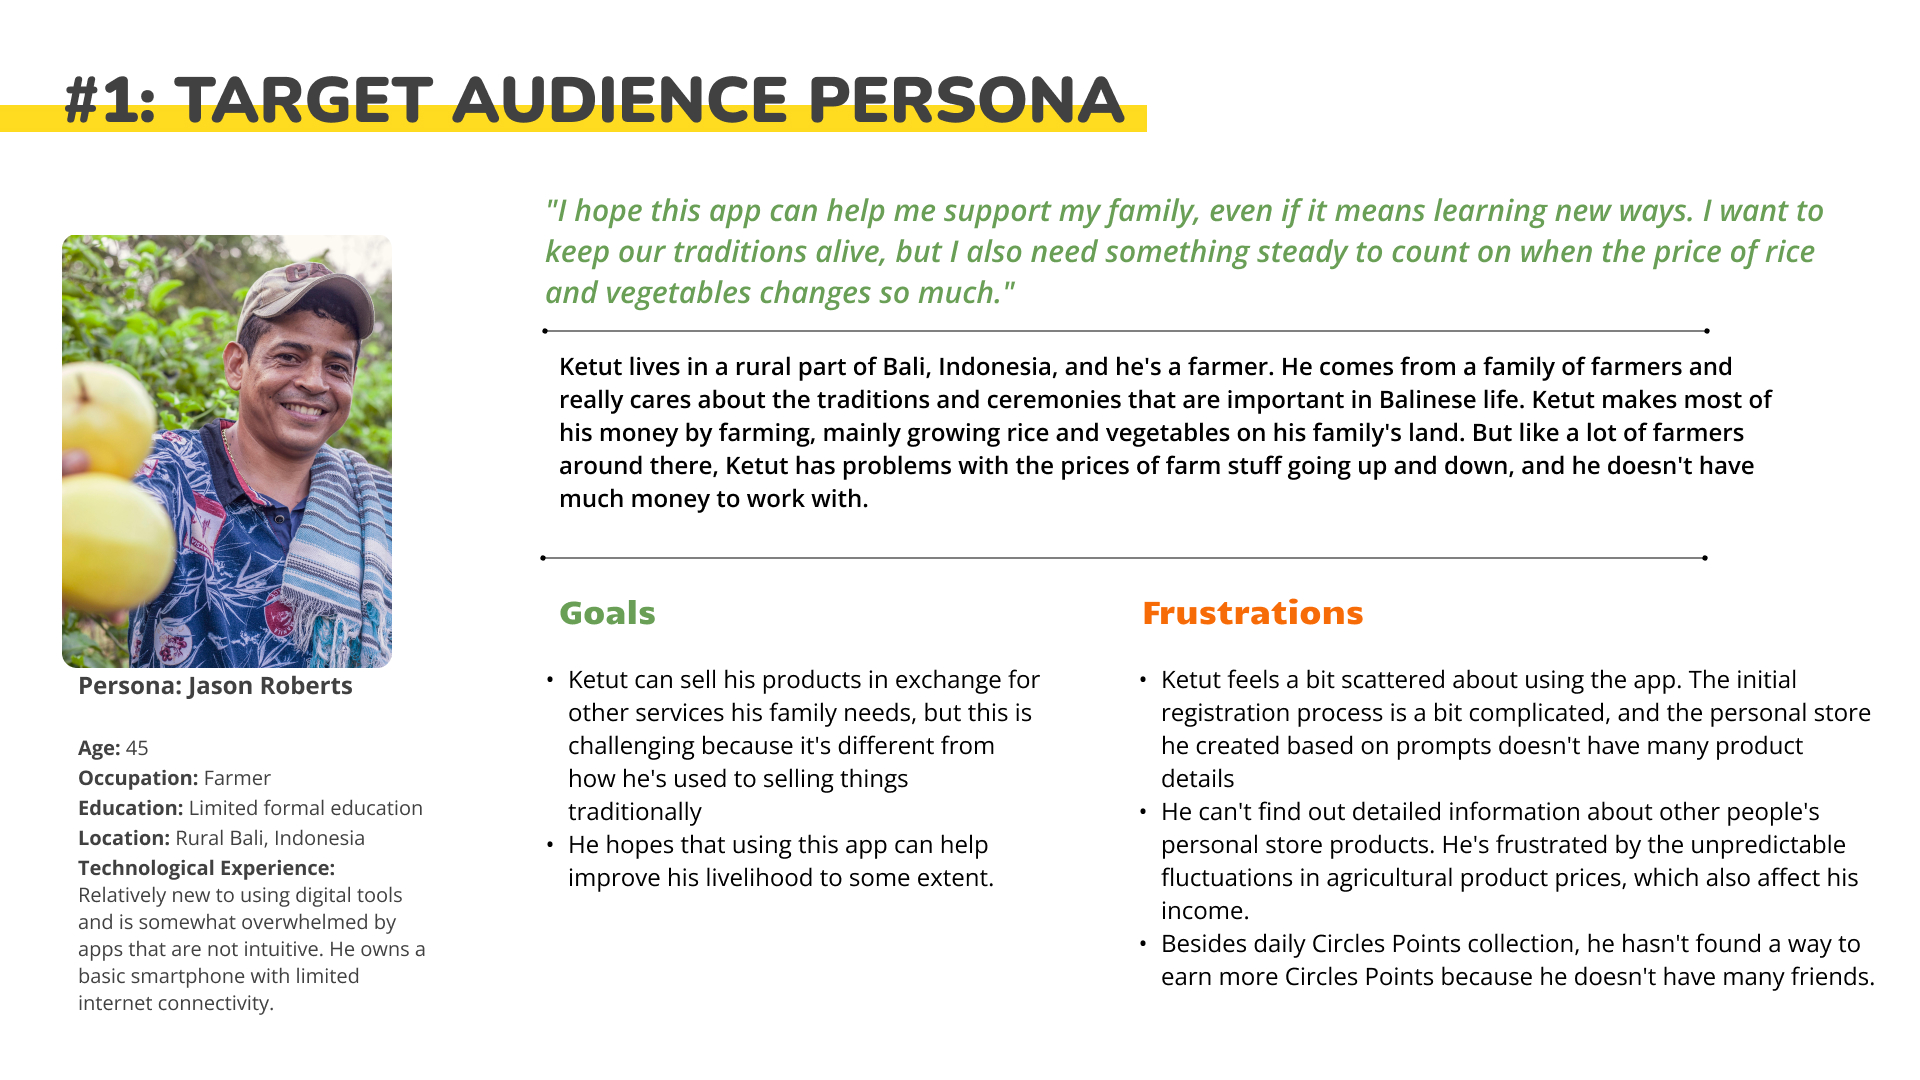 #1: TARGET AUDIENCE PERSONA
"I hope this app can help me support my family, even if it means learning new ways. I want to
keep our traditions alive, but I also need something steady to count on when the price of rice
and vegetables changes so much."
Ketut lives in a rural part of Bali, Indonesia, and he's a farmer. He comes from a family of farmers and
really cares about the traditions and ceremonies that are important in Balinese life. Ketut makes most of
his money by farming, mainly growing rice and vegetables on his family's land. But like a lot of farmers
around there, Ketut has problems with the prices of farm stuff going up and down, and he doesn't have
much money to work with.
Persona: Jason Roberts
Age: 45
Occupation: Farmer
Education: Limited formal education
Location: Rural Bali, Indonesia
Technological Experience:
Relatively new to using digital tools
and is somewhat overwhelmed by
apps that are not intuitive. He owns a
basic smartphone with limited
internet connectivity.
Goals
• Ketut can sell his products in exchange for
other services his family needs, but this is
challenging because it's different from
how he's used to selling things
traditionally
• He hopes that using this app can help
improve his livelihood to some extent.
Frustrations
• Ketut feels a bit scattered about using the app. The initial
registration process is a bit complicated, and the personal store
he created based on prompts doesn't have many product
details
• He can't find out detailed information about other people's
personal store products. He's frustrated by the unpredictable
fluctuations in agricultural product prices, which also affect his
income.
• Besides daily Circles Points collection, he hasn't found a way to
earn more Circles Points because he doesn't have many friends.